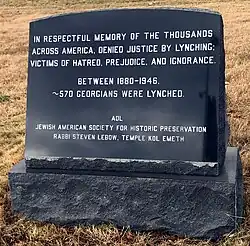 IN RESPECTFUL MEMORY OF THE THOUSANDS
ACROSS AMERICA, DENIED JUSTICE BY LYNCHING;
VICTIMS OF HATRED, PREJUDICE, AND IGNORANCE.
BETWEEN 1880-1946,
~570 GEORGIANS WERE LYNCHED.
ADL
JEWISH AMERICAN SOCIETY FOR HISTORIC PRESERVATION
RABBI STEVEN LEBOW, TEMPLE KOL EMETH